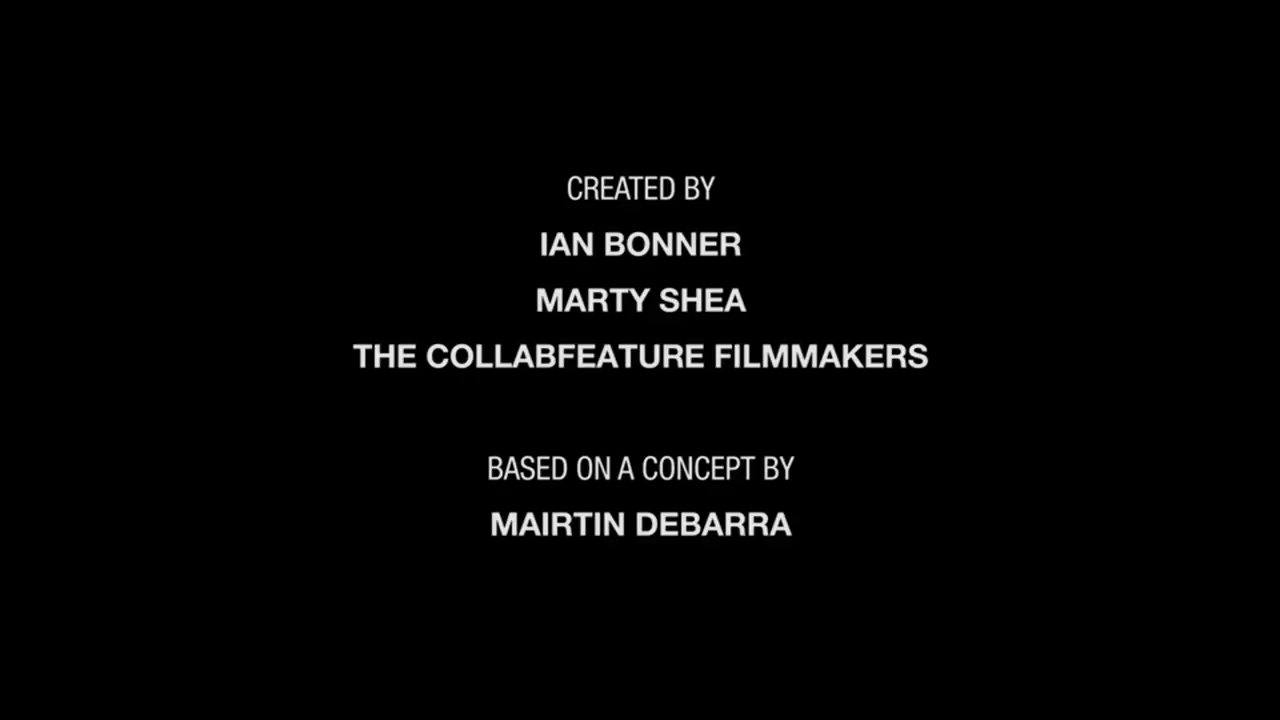 CREATED BY
IAN BONNER
MARTY SHEA
THE COLLABFEATURE FILMMAKERS
BASED ON A CONCEPT BY
MAIRTIN DEBARRA